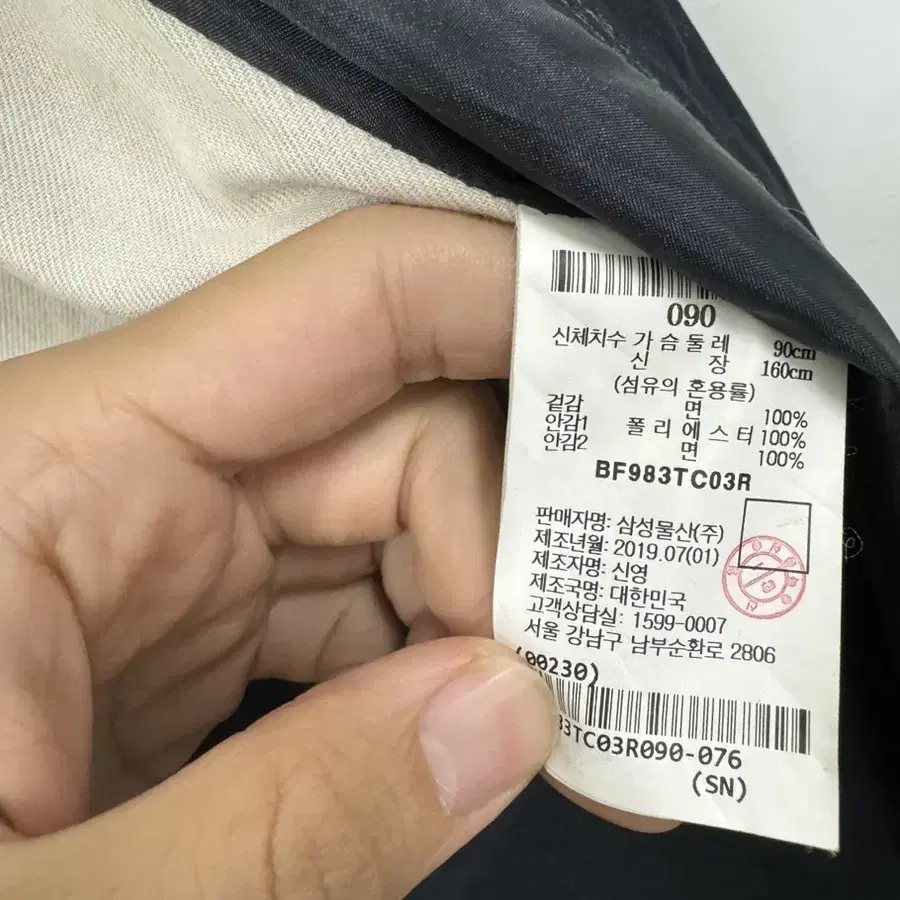 090
신체치수 가 슴 둘 레 90cm
신 장 160cm
(섬유의 혼용률)
겉감 면 100%
안감1 폴 리 에 스 터 100%
안감2 면 100%
BF983TC03R
판매자명: 삼성물산(주)
제조년월: 2019.07(01)
제조자명: 신영
제조국명: 대한민국
고객상담실: 1599-0007
서울 강남구 남부순환로 2806
(00230)
83TC03R090-076
(SN)